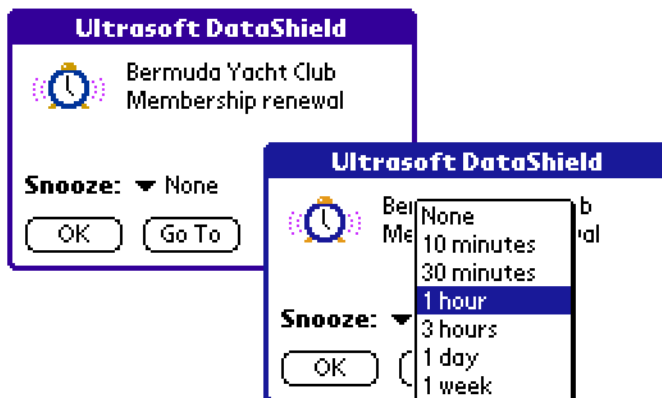 Ultrasoft DataShield
Bermuda Yacht Club
Membership renewal
Snooze: None
OK
Go To
Ultrasoft DataShield
None
10 minutes
30 minutes
1 hour
3 hours
1 day
1 week
Snooze:
OK